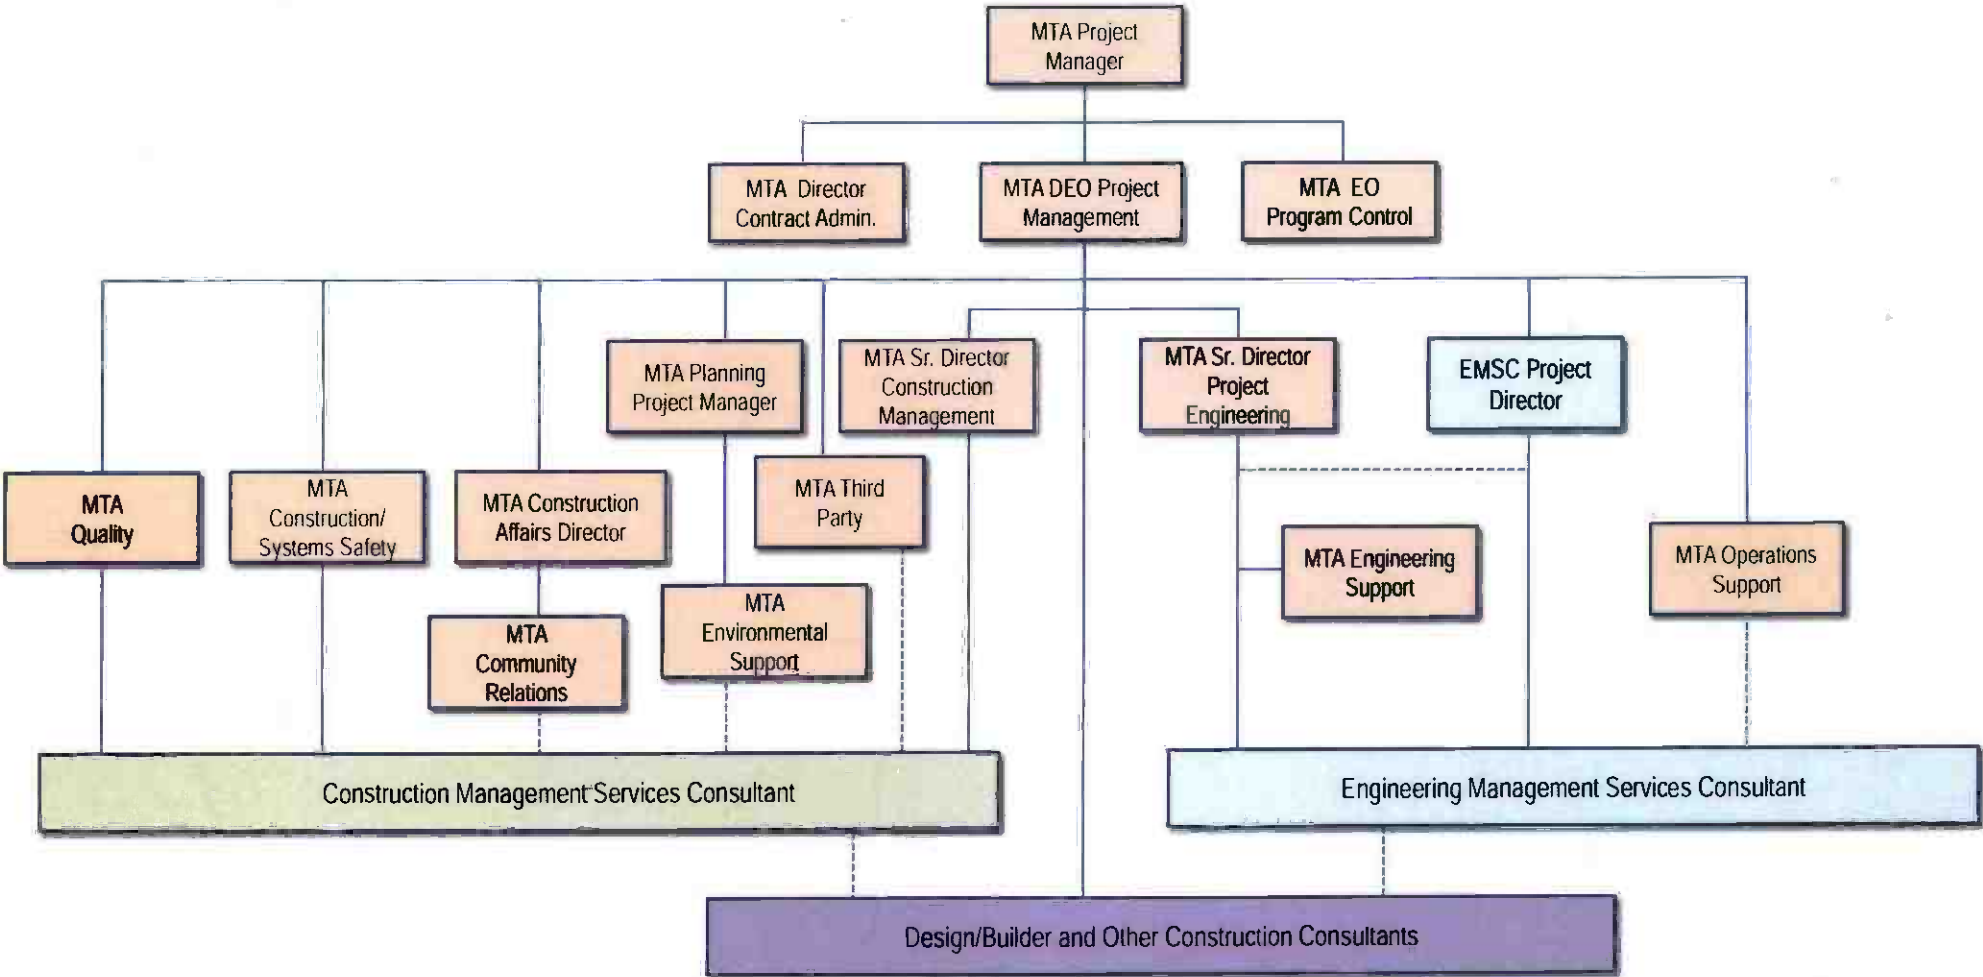 MTA Project
Manager
MTA Director
Contract Admin.
MTA DEO Project
Management
MTA EO
Program Control
MTA Planning
Project Manager
MTA Sr. Director
Construction
Management
MTA Sr. Director
Project
Engineering
EMSC Project
Director
MTA
Quality
MTA
Construction/
Systems Safety
MTA Construction
Affairs Director
MTA Third
Party
MTA Engineering
Support
MTA Operations
Support
MTA
Community
Relations
MTA
Environmental
Support
Construction Management Services Consultant
Engineering Management Services Consultant
Design/Builder and Other Construction Consultants